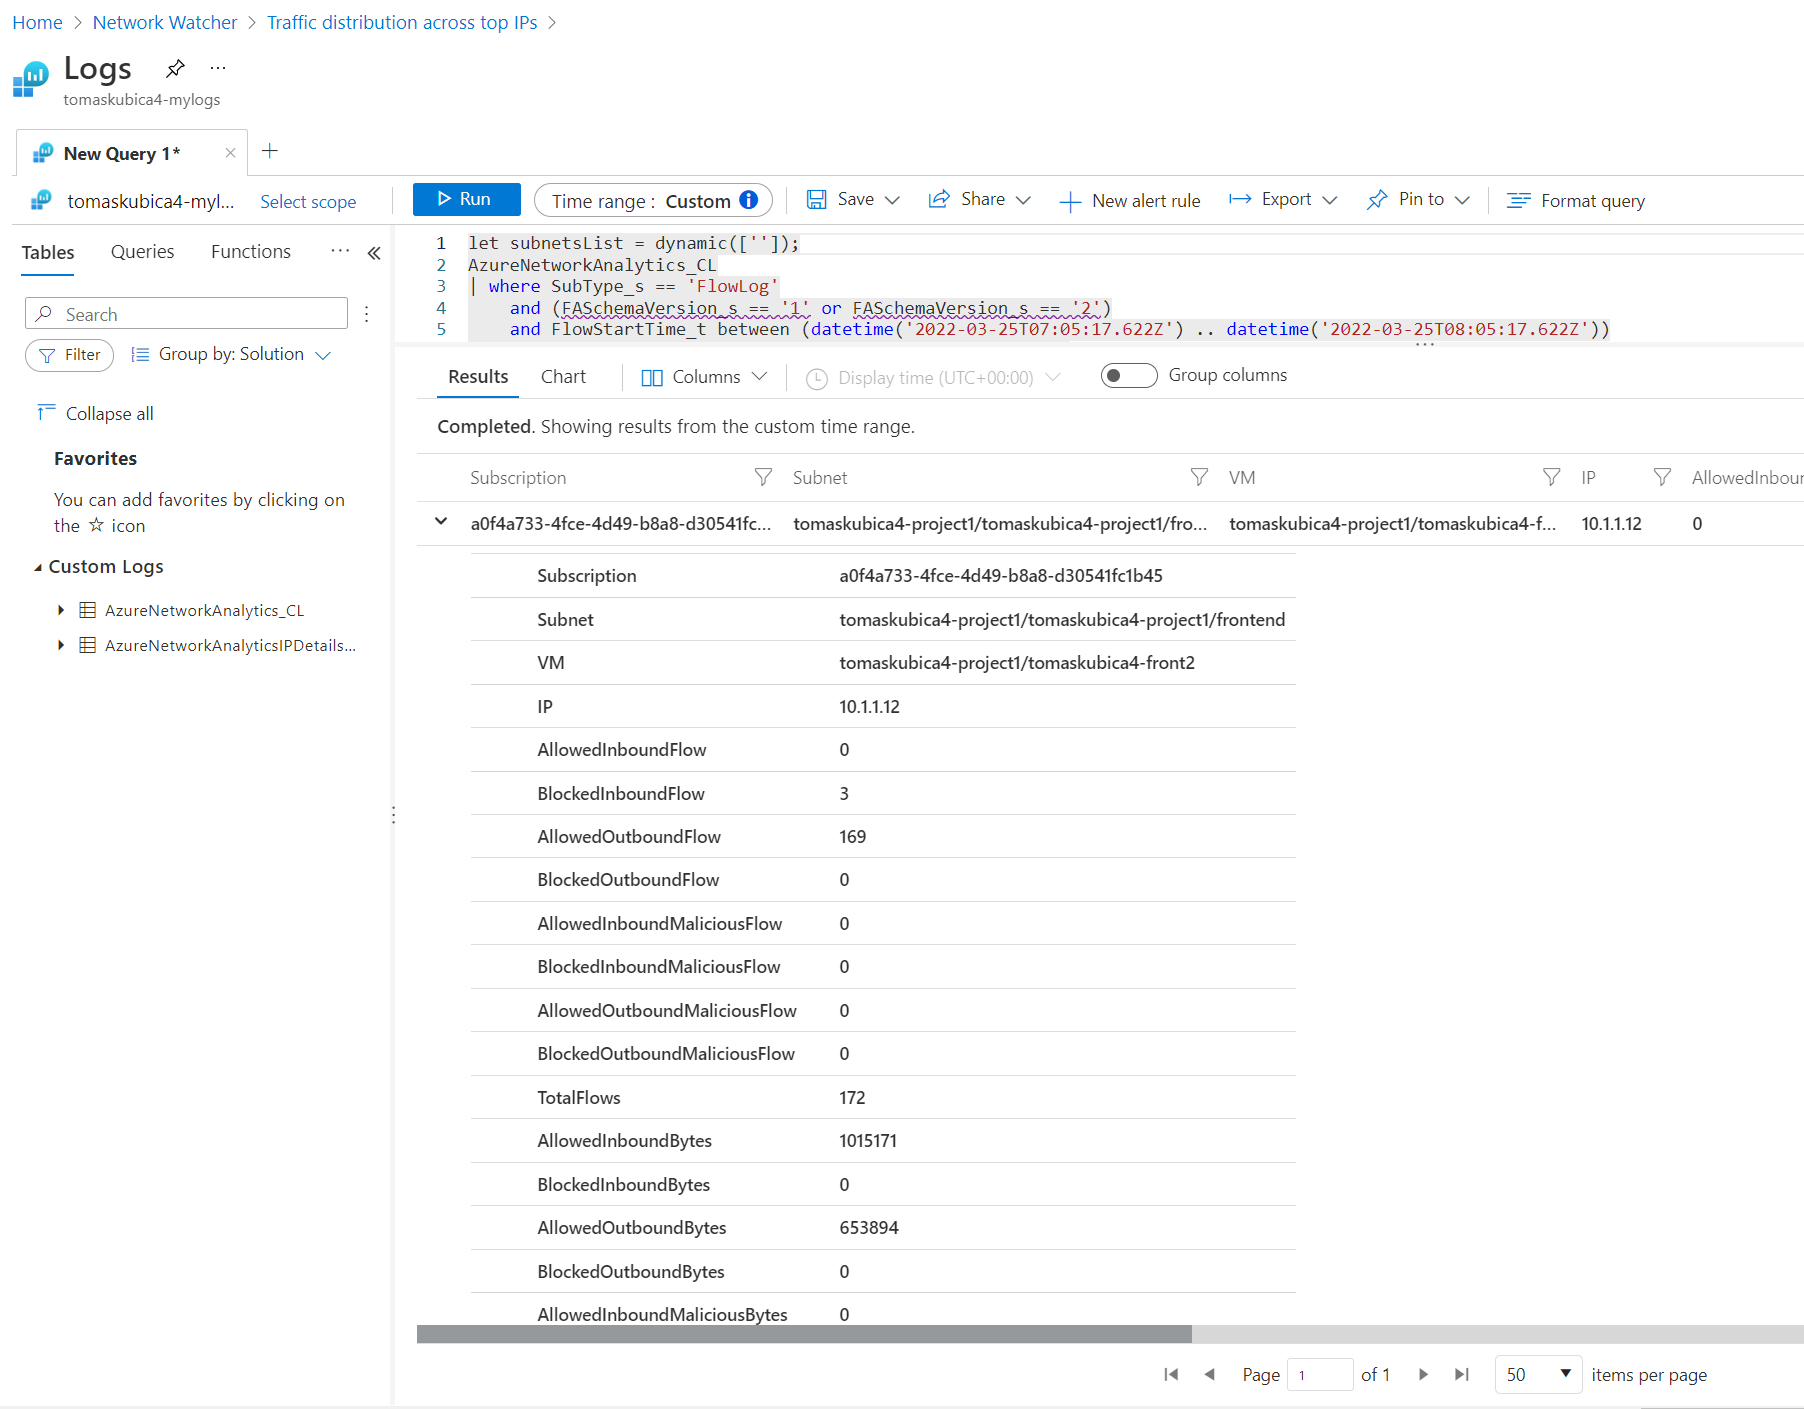 Home > Network Watcher > Traffic distribution across top IPs >
Logs
tomaskubica4-mylogs
New Query 1*
tomaskubica4-myl... Select scope Run Time range : Custom Save Share New alert rule Export Pin to Format query
Tables Queries Functions
Search
Filter Group by: Solution
Collapse all
Favorites
You can add favorites by clicking on
the ☆ icon
Custom Logs
AzureNetworkAnalytics_CL
AzureNetworkAnalyticsIPDetails...
1 let subnetsList = dynamic(['']);
2 AzureNetworkAnalytics_CL
3 | where SubType_s == 'FlowLog'
4 and (FASchemaVersion_s == '1' or FASchemaVersion_s == '2')
5 and FlowStartTime_t between (datetime('2022-03-25T07:05:17.622Z') .. datetime('2022-03-25T08:05:17.622Z'))
Results Chart Columns Display time (UTC+00:00) Group columns
Completed. Showing results from the custom time range.
Subscription Subnet VM IP AllowedInbour
a0f4a733-4fce-4d49-b8a8-d30541fc... tomaskubica4-project1/tomaskubica4-project1/fro... tomaskubica4-project1/tomaskubica4-f... 10.1.1.12 0
Subscription a0f4a733-4fce-4d49-b8a8-d30541fc1b45
Subnet tomaskubica4-project1/tomaskubica4-project1/frontend
VM tomaskubica4-project1/tomaskubica4-front2
IP 10.1.1.12
AllowedInboundFlow 0
BlockedInboundFlow 3
AllowedOutboundFlow 169
BlockedOutboundFlow 0
AllowedInboundMaliciousFlow 0
BlockedInboundMaliciousFlow 0
AllowedOutboundMaliciousFlow 0
BlockedOutboundMaliciousFlow 0
TotalFlows 172
AllowedInboundBytes 1015171
BlockedInboundBytes 0
AllowedOutboundBytes 653894
BlockedOutboundBytes 0
AllowedInboundMaliciousBytes 0
Page 1 of 1 50 items per page